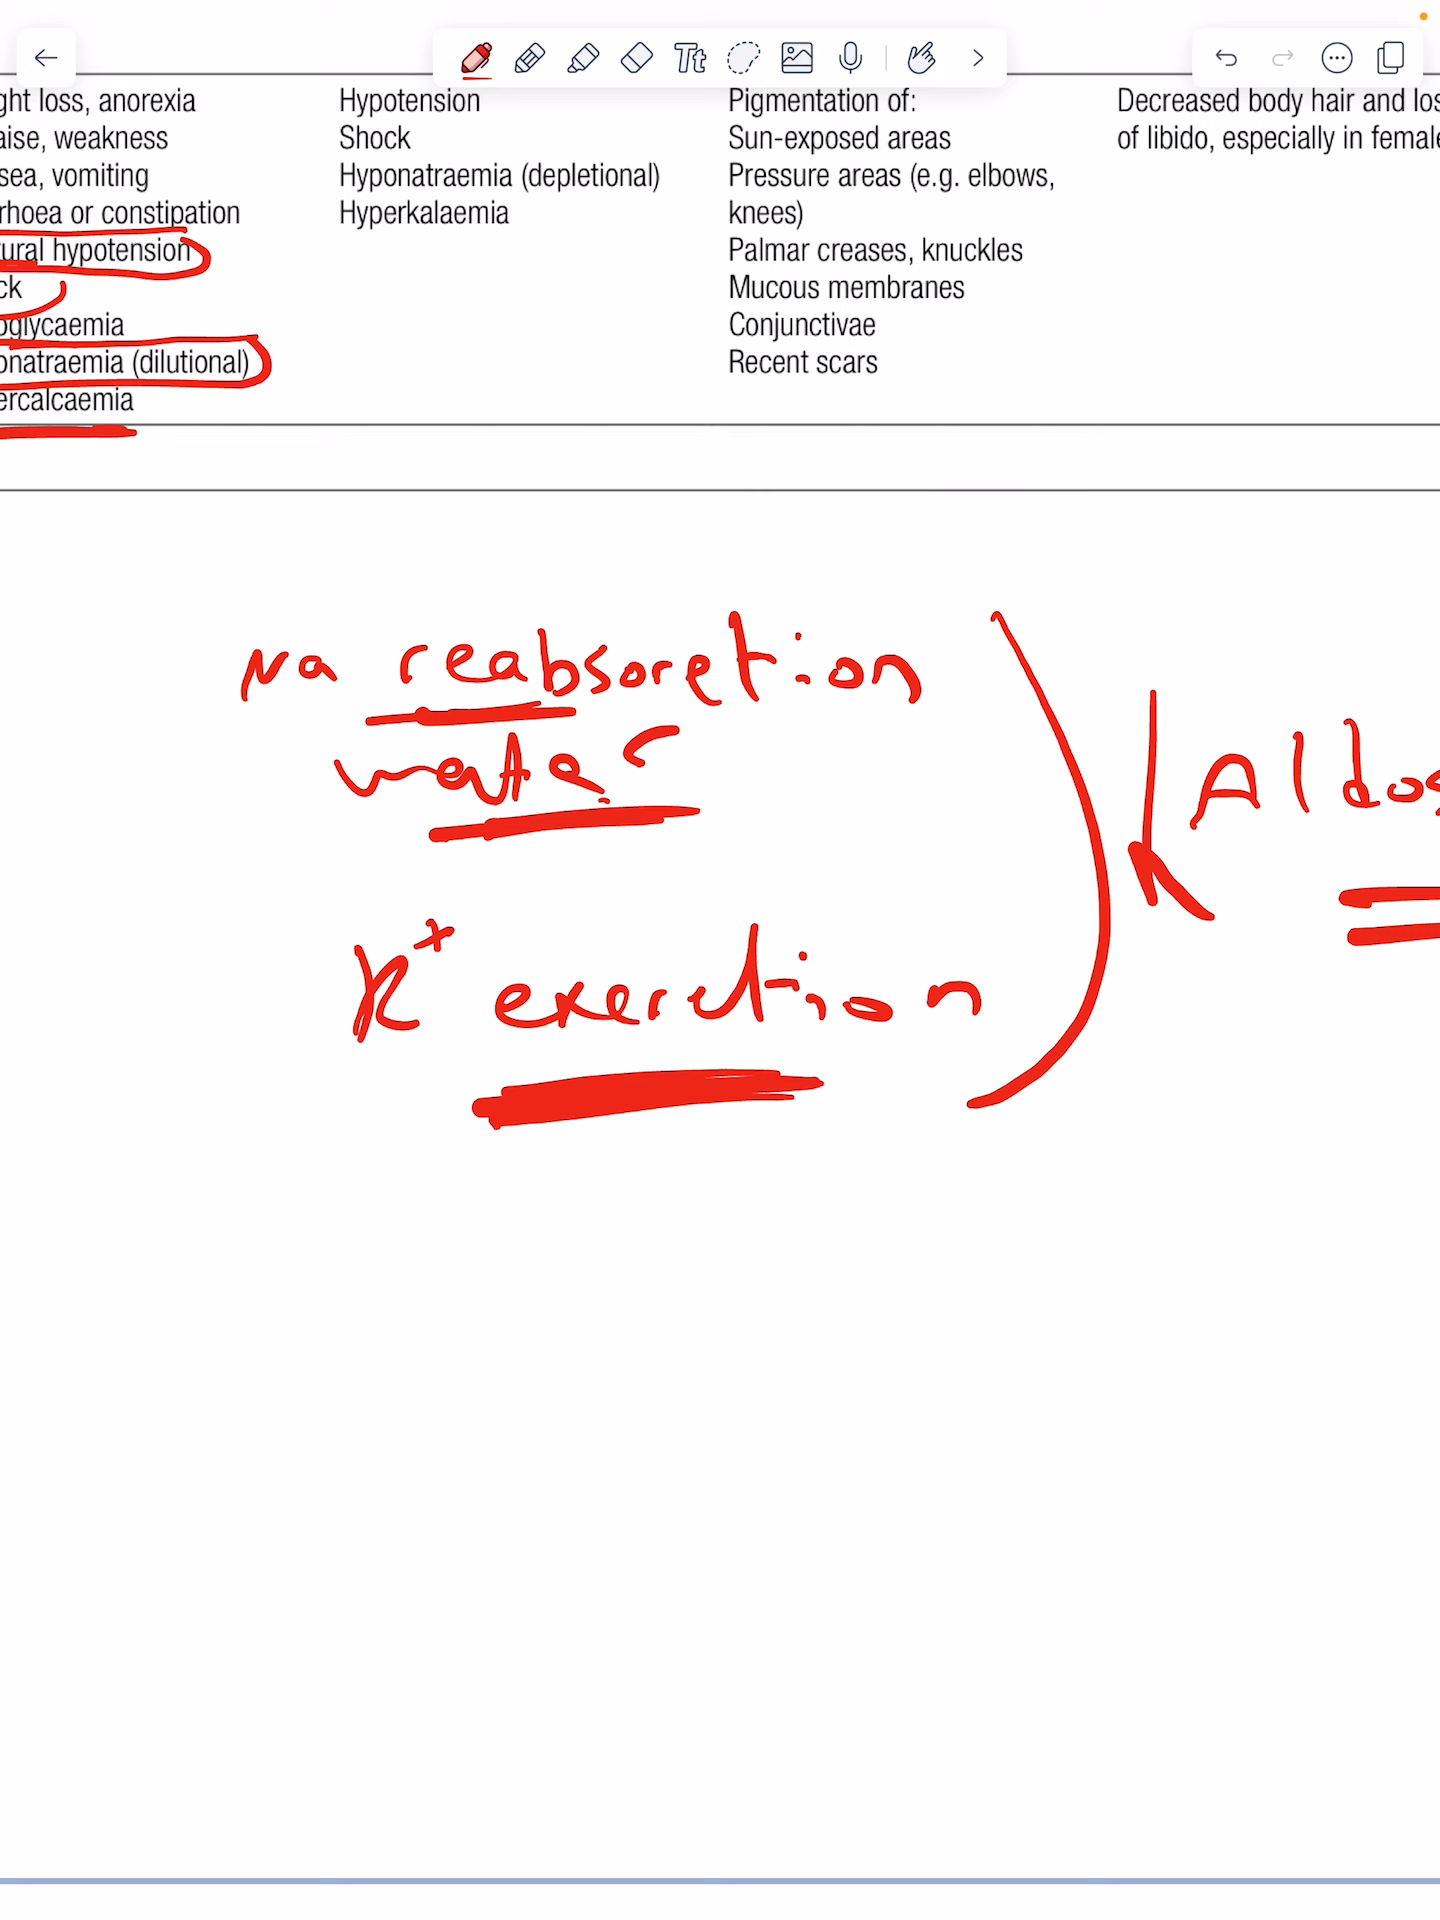 ght loss, anorexia
aise, weakness
sea, vomiting
rhoea or constipation
tural hypotension
ck
oglycaemia
onatraemia (dilutional)
ercalcaemia
Hypotension
Shock
Hyponatraemia (depletional)
Hyperkalaemia
Pigmentation of:
Sun-exposed areas
Pressure areas (e.g. elbows,
knees)
Palmar creases, knuckles
Mucous membranes
Conjunctivae
Recent scars
Decreased body hair and los
of libido, especially in female
Tt
Na reabsorption
water
K+ excretion
Aldos